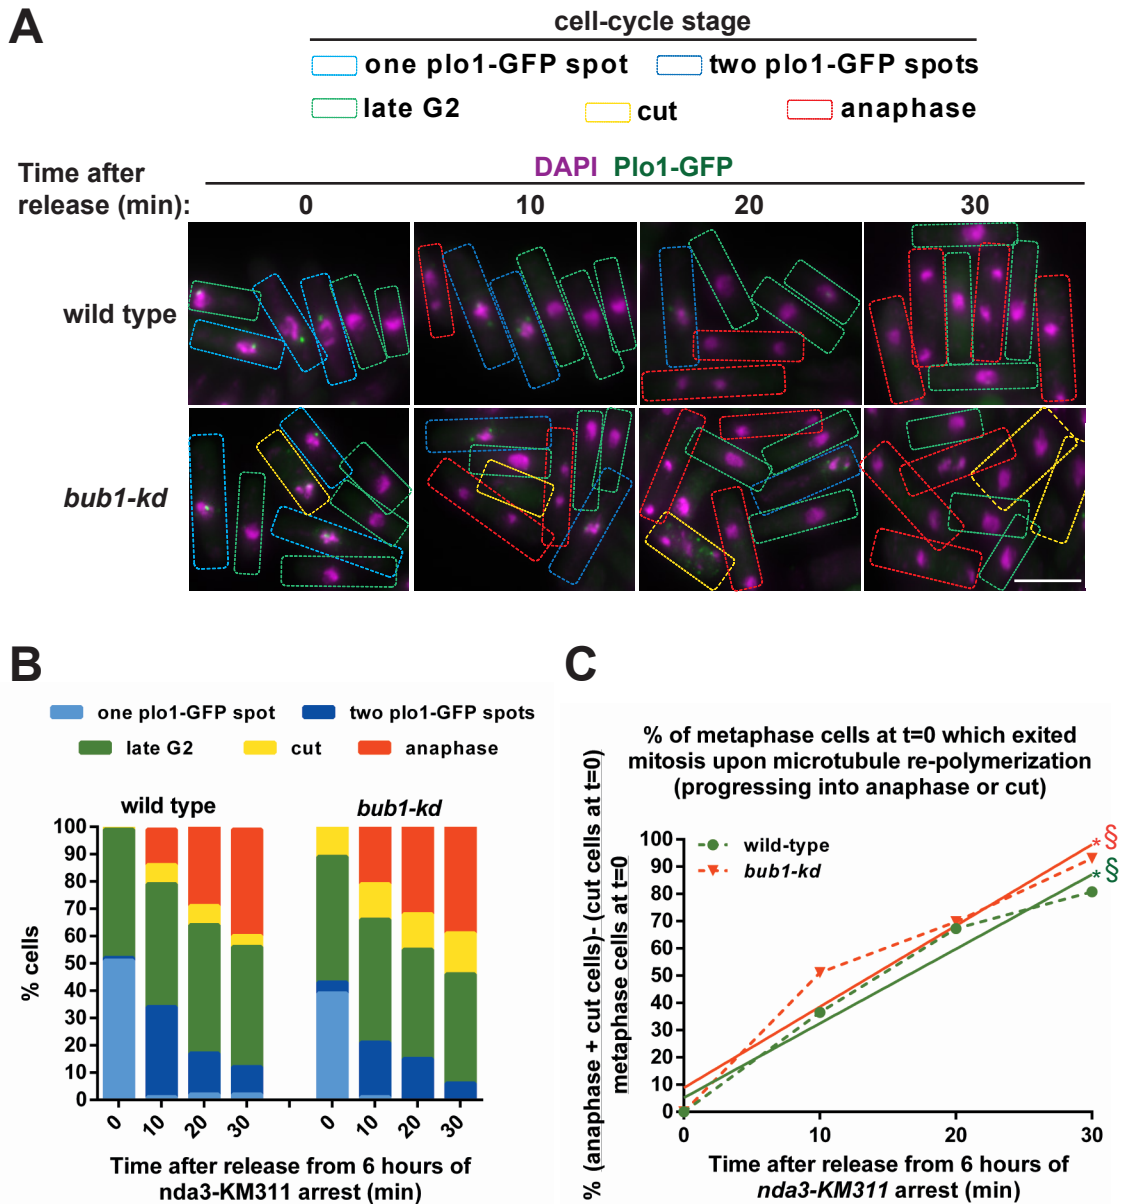 A
cell-cycle stage
one plo1-GFP spot
two plo1-GFP spots
late G2
cut
anaphase
Time after
release (min):
DAPI Plo1-GFP
0
10
20
30
wild type
bub1-kd
B
one plo1-GFP spot
two plo1-GFP spots
late G2
cut
anaphase
wild type
bub1-kd
% cells
100
90
80
70
60
50
40
30
20
10
0
0
10
20
30
0
10
20
30
Time after release from 6 hours of
nda3-KM311 arrest (min)
C
% of metaphase cells at t=0 which exited
mitosis upon microtubule re-polymerization
(progressing into anaphase or cut)
% (anaphase + cut cells)- (cut cells at t=0)
metaphase cells at t=0
wild-type
bub1-kd
100
90
80
70
60
50
40
30
20
10
0
* §
* §
0
10
20
30
Time after release from 6 hours of
nda3-KM311 arrest (min)